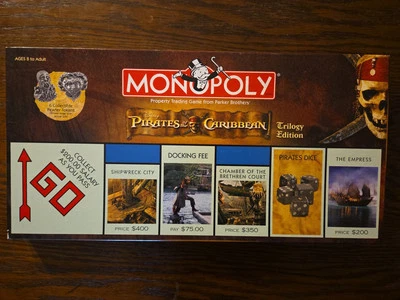 AGES 8 to Adult
MONOPOLY
Property Trading Game from Parker Brothers
PIRATES of the CARIBBEAN
Trilogy
Edition
COLLECT
$200.00 SALARY
AS YOU PASS
GO
SHIPWRECK CITY
PRICE $400
DOCKING FEE
PAY $75.00
CHAMBER OF THE
BRETHREN COURT
PRICE $350
PIRATES DICE
THE EMPRESS
PRICE $200